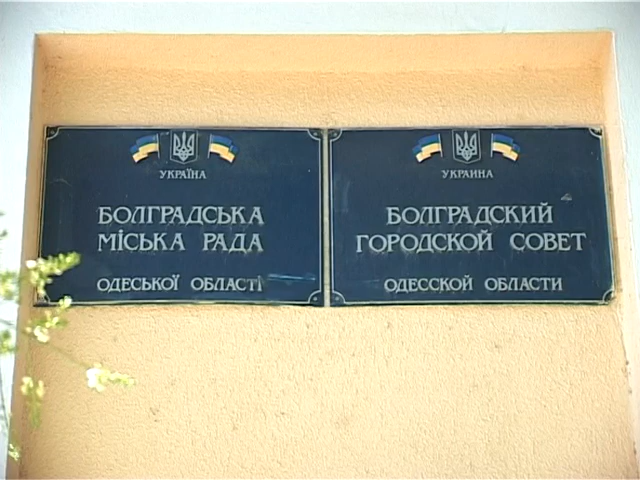 УКРАЇНА
БОЛГРАДСЬКА
МІСЬКА РАДА
ОДЕСЬКОЇ ОБЛАСТІ
УКРАИНА
БОЛГРАДСКИЙ
ГОРОДСКОЙ СОВЕТ
ОДЕССКОЙ ОБЛАСТИ